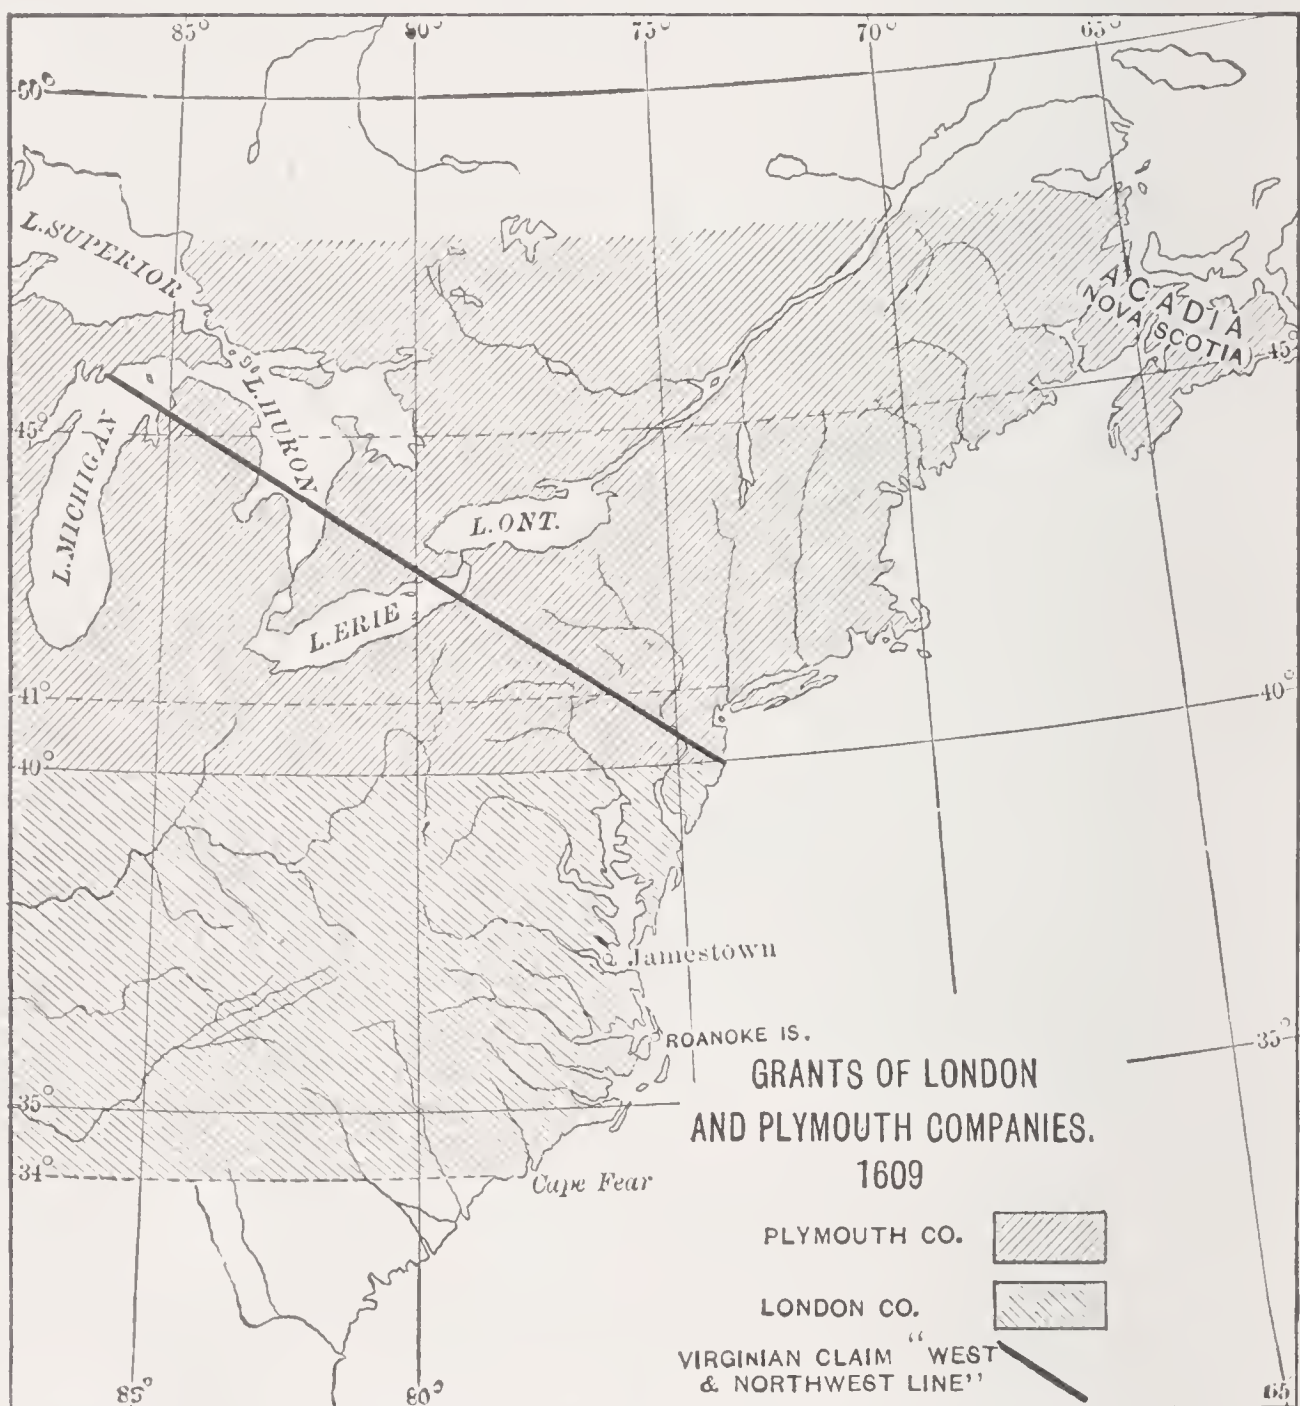 85° 80° 75° 70° 65°
50°
L. SUPERIOR
ACADIA
NOVA SCOTIA
45°
L. HURON
45°
L. MICHIGAN
L. ONT.
L. ERIE
41°
40°
40°
Jamestown
ROANOKE IS.
35°
GRANTS OF LONDON
35°
AND PLYMOUTH COMPANIES.
34°
Cape Fear
1609
PLYMOUTH CO.
LONDON CO.
VIRGINIAN CLAIM "WEST
& NORTHWEST LINE"
85° 80° 65